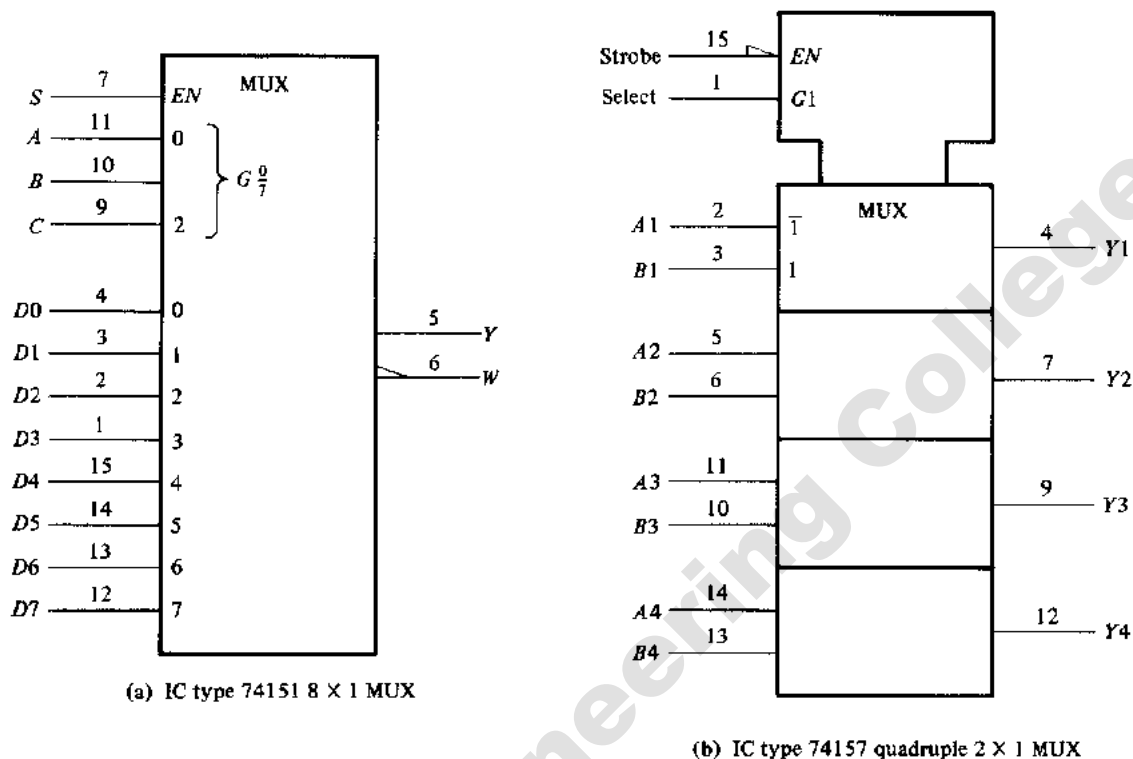 MUX
7
S
EN
11
A
0
10
B
G 0/7
9
C
2
4
D0
0
3
D1
1
2
D2
2
1
D3
3
15
D4
4
14
D5
5
13
D6
6
12
D7
7
5
Y
6
W
(a) IC type 74151 8 × 1 MUX
15
Strobe
EN
1
Select
G1
MUX
2
A1
1̅
3
B1
1
4
Y1
5
A2
6
B2
7
Y2
11
A3
10
B3
9
Y3
14
A4
13
B4
12
Y4
(b) IC type 74157 quadruple 2 × 1 MUX
neering College